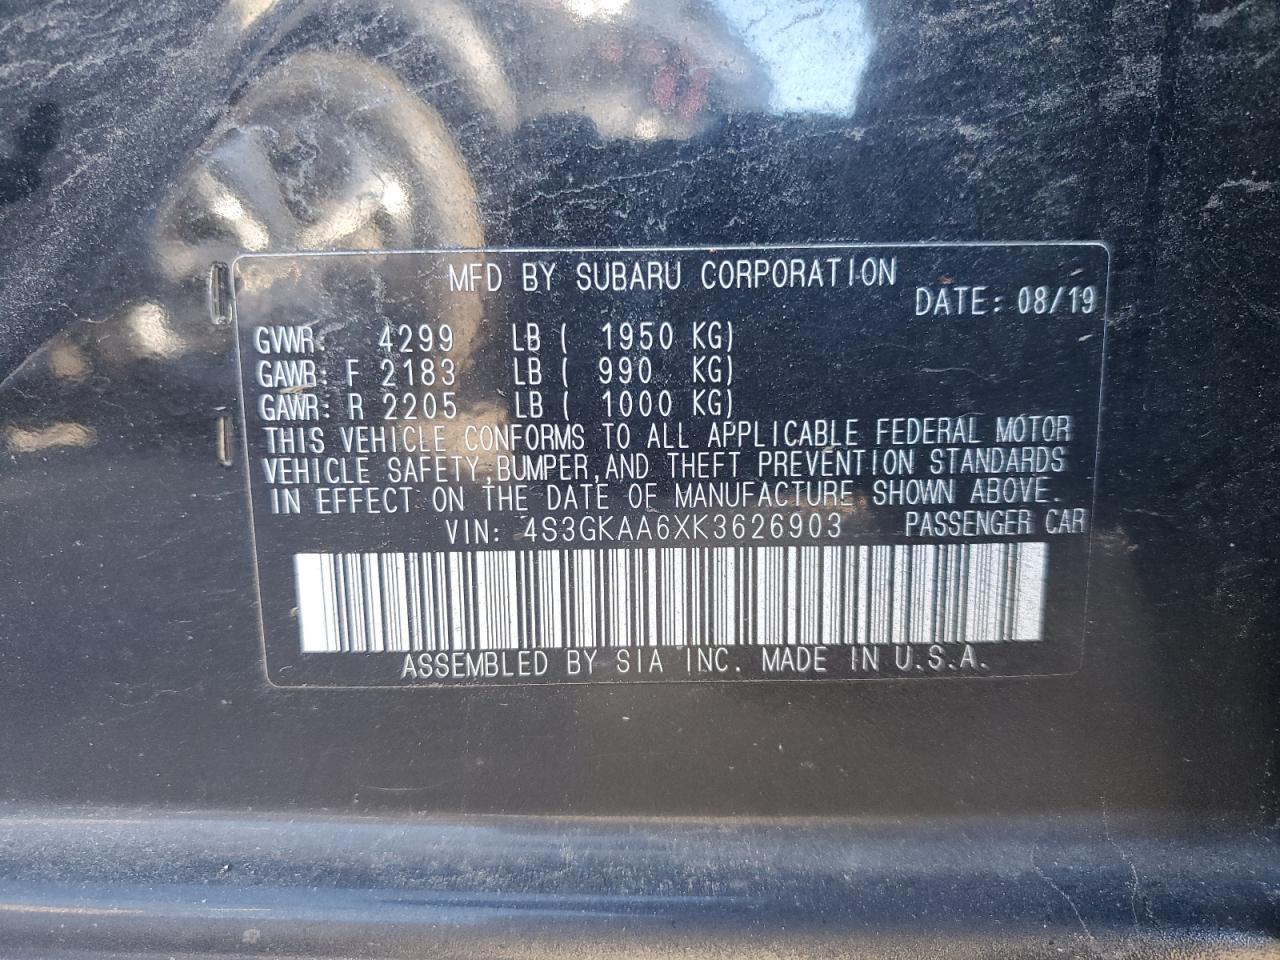 MFD BY SUBARU CORPORATION
DATE: 08/19
GVWR: 4299 LB ( 1950 KG)
GAWR: F 2183 LB ( 990 KG)
GAWR: R 2205 LB ( 1000 KG)
THIS VEHICLE CONFORMS TO ALL APPLICABLE FEDERAL MOTOR
VEHICLE SAFETY,BUMPER,AND THEFT PREVENTION STANDARDS
IN EFFECT ON THE DATE OF MANUFACTURE SHOWN ABOVE.
VIN: 4S3GKAA6XK3626903 PASSENGER CAR
ASSEMBLED BY SIA INC. MADE IN U.S.A.